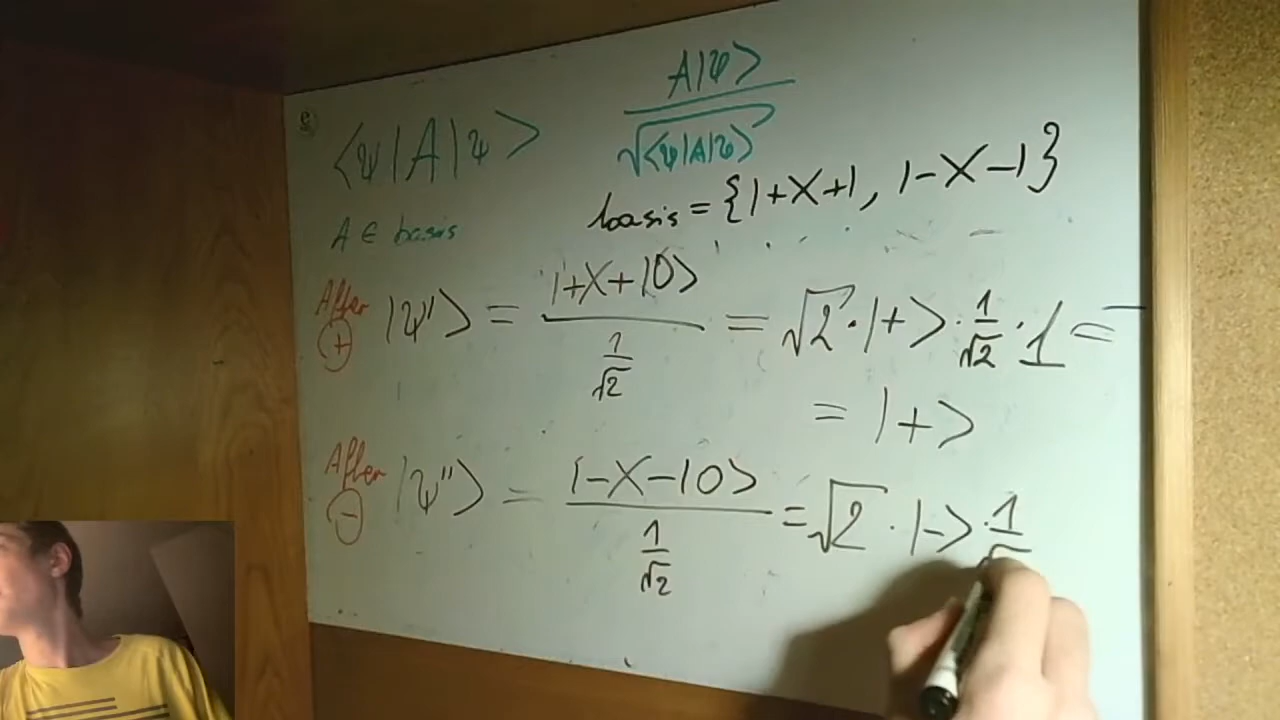 ⟨ψ|A|ψ⟩ A|ψ⟩ / √⟨ψ|A|ψ⟩
A ∈ basis basis = {|+X+|, |-X-|}
After ⊕ |ψ'⟩ = |+X+|0⟩ / 1/√2 = √2 · |+⟩ · 1/√2 · 1 =
= |+⟩
After ⊖ |ψ''⟩ = |-X-|0⟩ / 1/√2 = √2 · |-⟩ · 1/√